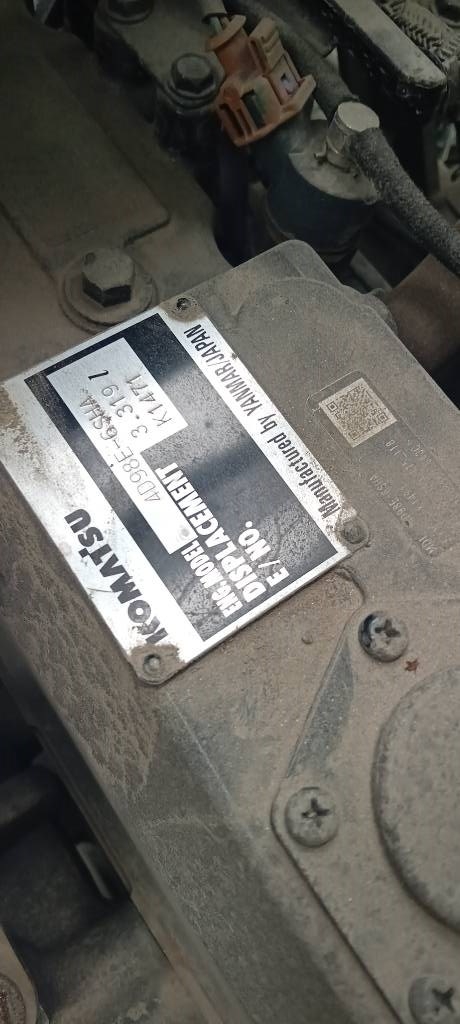 KOMATSU
ENG MODEL 4D98E-6SHA
DISPLACEMENT 3.319 l
E/NO. K1471
Manufactured by YANMAR/JAPAN